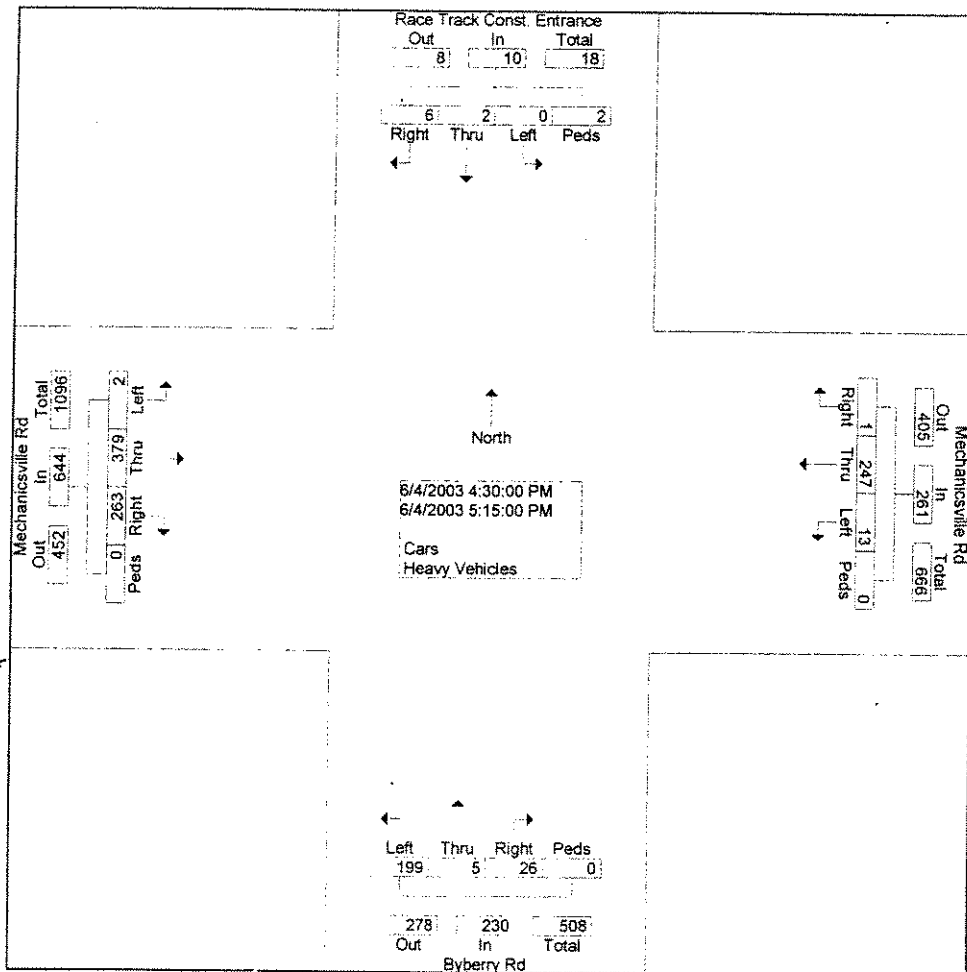 Race Track Const. Entrance
Out In Total
8 10 18
6 2 0 2
Right Thru Left Peds
Mechanicsville Rd
Out In Total
452 644 1096
2 379 263 0
Left Thru Right Peds
North
6/4/2003 4:30:00 PM
6/4/2003 5:15:00 PM
Cars
Heavy Vehicles
Right Thru Left Peds
1 247 13 0
405 261 666
Out In Total
Mechanicsville Rd
Left Thru Right Peds
199 5 26 0
278 230 508
Out In Total
Byberry Rd